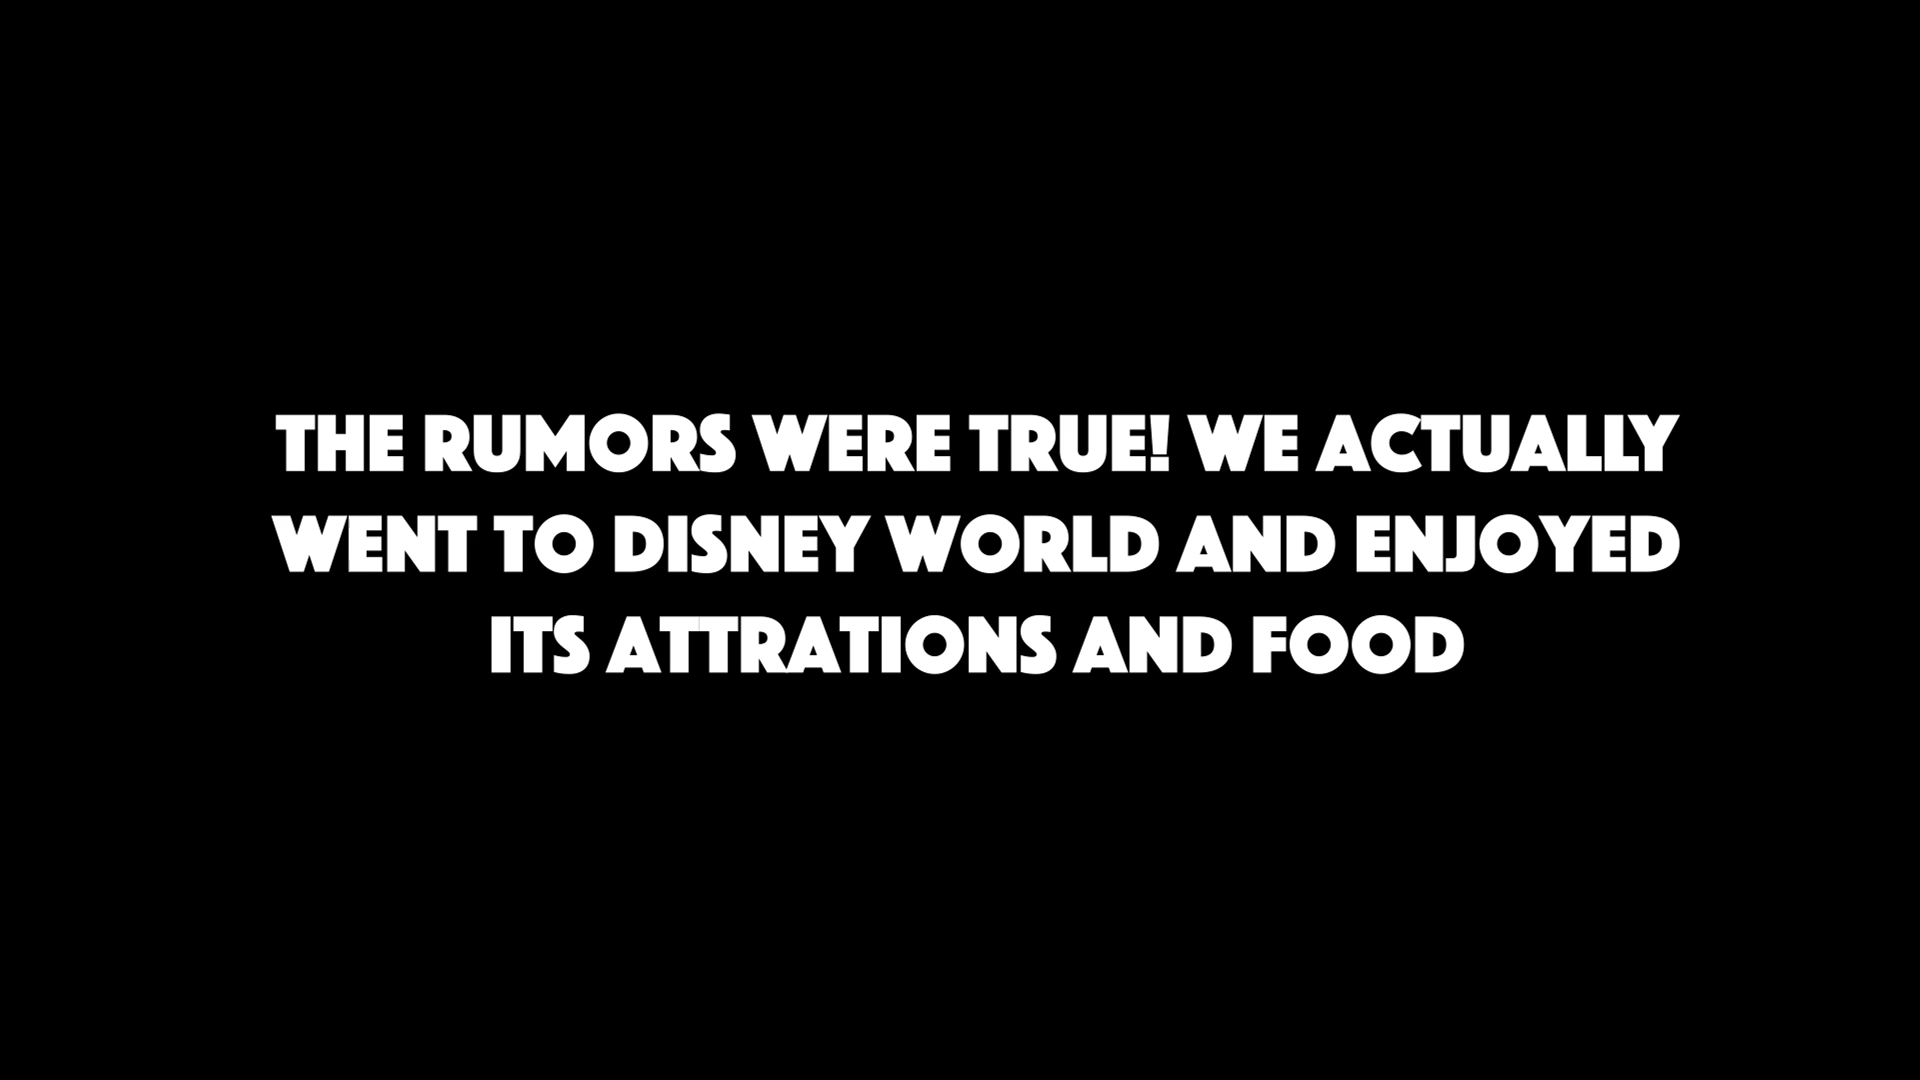 THE RUMORS WERE TRUE! WE ACTUALLY
WENT TO DISNEY WORLD AND ENJOYED
ITS ATTRATIONS AND FOOD